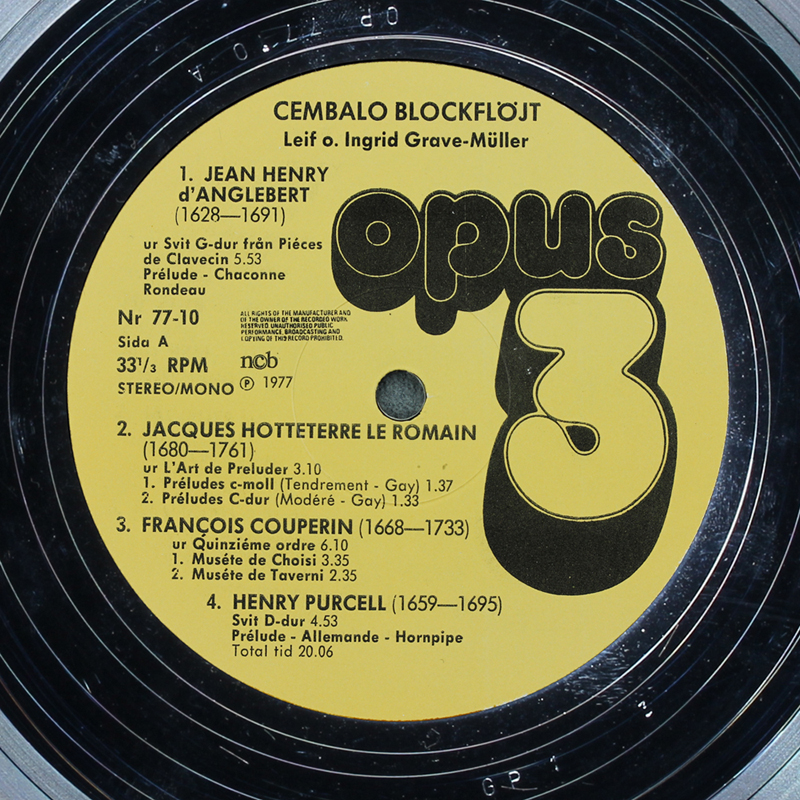 OP 77 10 A
CEMBALO BLOCKFLÖJT
Leif o. Ingrid Grave-Müller
1. JEAN HENRY
d'ANGLEBERT
(1628—1691)
ur Svit G-dur från Piéces
de Clavecin 5.53
Prélude - Chaconne
Rondeau
opus
3
Nr 77-10
Sida A
33¹/₃ RPM
STEREO/MONO
ALL RIGHTS OF THE MANUFACTURER AND
OF THE OWNER OF THE RECORDED WORK
RESERVED. UNAUTHORISED PUBLIC
PERFORMANCE, BROADCASTING AND
COPYING OF THIS RECORD PROHIBITED.
ncb
℗ 1977
2. JACQUES HOTTETERRE LE ROMAIN
(1680—1761)
ur L'Art de Preluder 3.10
1. Préludes c-moll (Tendrement - Gay) 1.37
2. Préludes C-dur (Modéré - Gay) 1.33
3. FRANÇOIS COUPERIN (1668—1733)
ur Quinziéme ordre 6.10
1. Muséte de Choisi 3.35
2. Muséte de Taverni 2.35
4. HENRY PURCELL (1659—1695)
Svit D-dur 4.53
Prélude - Allemande - Hornpipe
Total tid 20.06